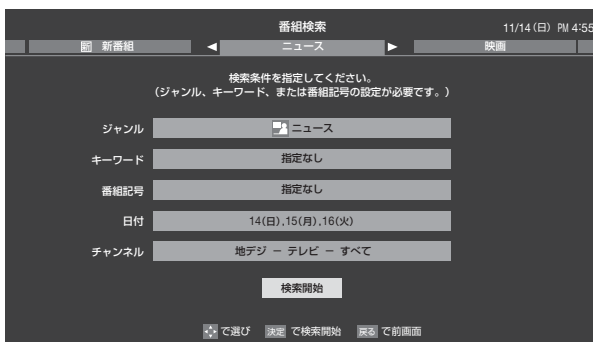 番組検索
11/14(日) PM 4:55
新 新番組 ◀ ニュース ▶ 映画
検索条件を指定してください。
(ジャンル、キーワード、または番組記号の設定が必要です。)
ジャンル ニュース
キーワード 指定なし
番組記号 指定なし
日付 14(日),15(月),16(火)
チャンネル 地デジ − テレビ − すべて
検索開始
で選び 決定 で検索開始 戻る で前画面